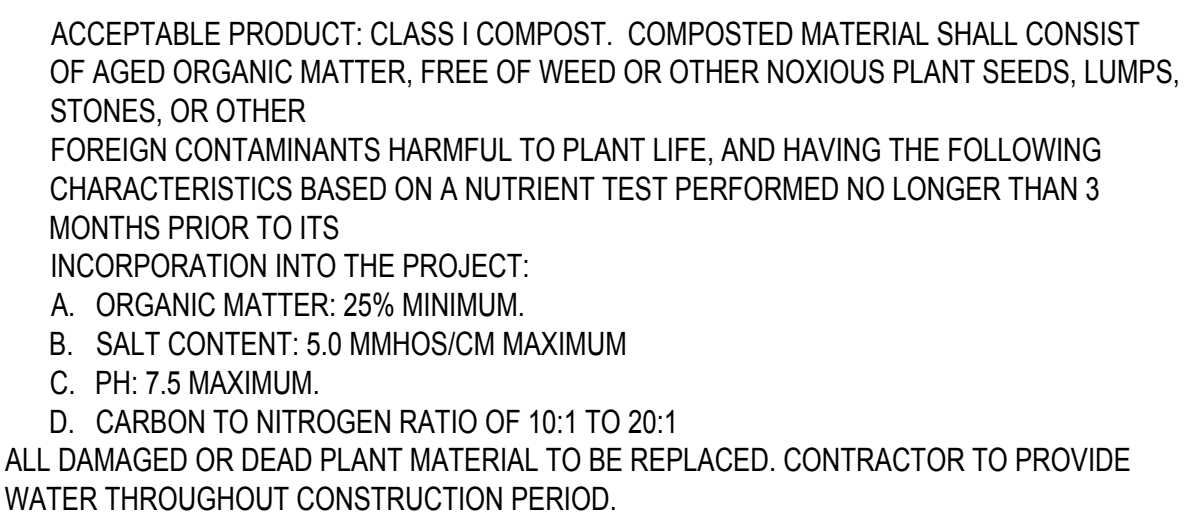 ACCEPTABLE PRODUCT: CLASS I COMPOST. COMPOSTED MATERIAL SHALL CONSIST
OF AGED ORGANIC MATTER, FREE OF WEED OR OTHER NOXIOUS PLANT SEEDS, LUMPS,
STONES, OR OTHER
FOREIGN CONTAMINANTS HARMFUL TO PLANT LIFE, AND HAVING THE FOLLOWING
CHARACTERISTICS BASED ON A NUTRIENT TEST PERFORMED NO LONGER THAN 3
MONTHS PRIOR TO ITS
INCORPORATION INTO THE PROJECT:
A. ORGANIC MATTER: 25% MINIMUM.
B. SALT CONTENT: 5.0 MMHOS/CM MAXIMUM
C. PH: 7.5 MAXIMUM.
D. CARBON TO NITROGEN RATIO OF 10:1 TO 20:1
ALL DAMAGED OR DEAD PLANT MATERIAL TO BE REPLACED. CONTRACTOR TO PROVIDE
WATER THROUGHOUT CONSTRUCTION PERIOD.